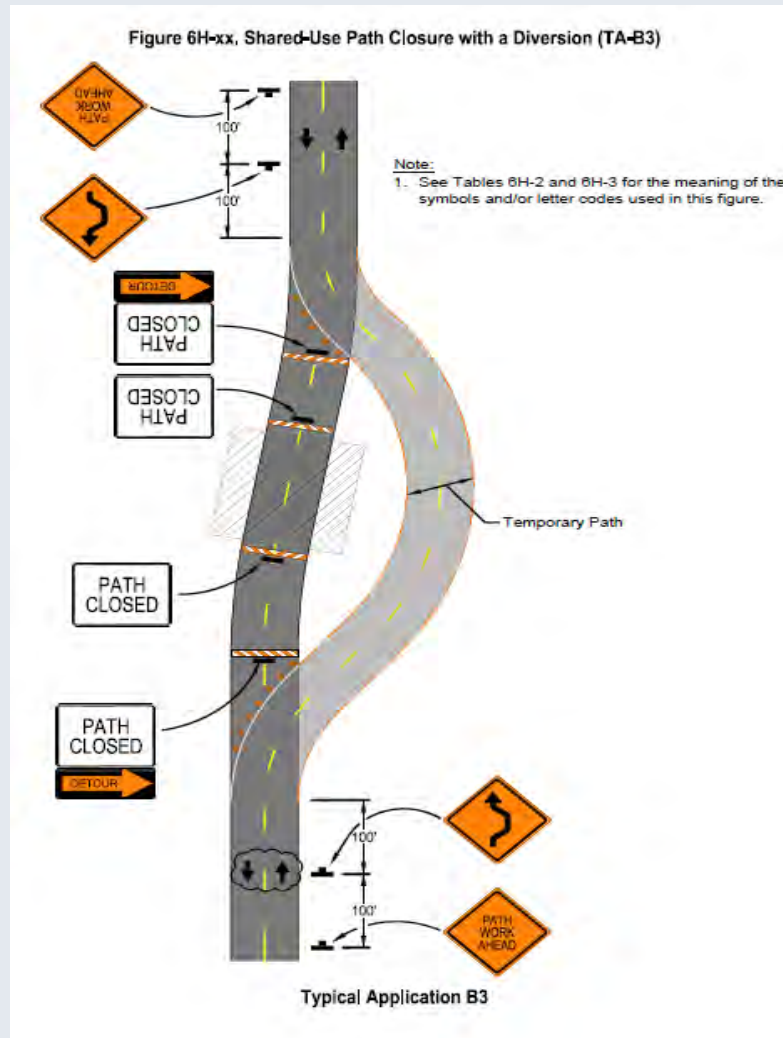 Figure 6H-xx, Shared-Use Path Closure with a Diversion (TA-B3)
PATH
WORK
AHEAD
100'
100'
Note:
1. See Tables 6H-2 and 6H-3 for the meaning of the
symbols and/or letter codes used in this figure.
DETOUR
PATH
CLOSED
PATH
CLOSED
Temporary Path
PATH
CLOSED
PATH
CLOSED
DETOUR
100'
100'
PATH
WORK
AHEAD
Typical Application B3